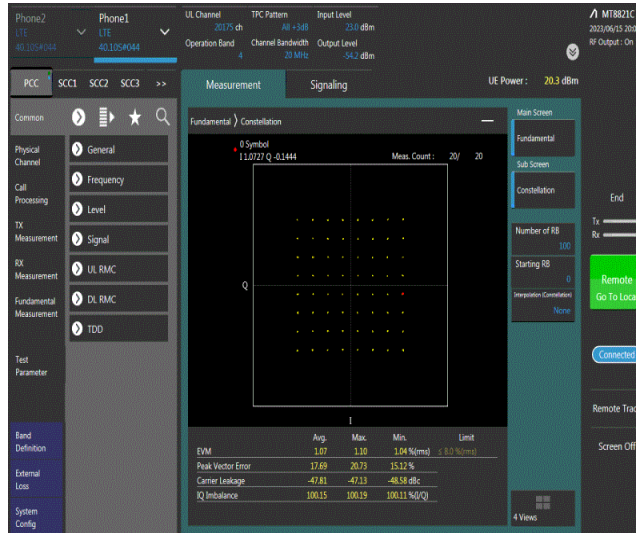 Phone2
LTE
40.105#044
Phone1
LTE
40.105#044
UL Channel
20175 ch
TPC Pattern
All +3dB
Input Level
23.0 dBm
Operation Band
4
Channel Bandwidth
20 MHz
Output Level
-54.2 dBm
MT8821C
2023/06/15 20:0
RF Output : On
PCC
SCC1
SCC2
SCC3
>>
Measurement
Signaling
UE Power : 20.3 dBm
Common
Physical
Channel
Call
Processing
TX
Measurement
RX
Measurement
Fundamental
Measurement
Test
Parameter
Band
Definition
External
Loss
System
Config
General
Frequency
Level
Signal
UL RMC
DL RMC
TDD
Fundamental > Constellation
0 Symbol
I 1.0727 Q -0.1444
Meas. Count : 20/ 20
Q
I
Avg. Max. Min. Limit
EVM 1.07 1.10 1.04 %(rms) ≤ 8.0 %(rms)
Peak Vector Error 17.69 20.73 15.12 %
Carrier Leakage -47.81 -47.13 -48.58 dBc
IQ Imbalance 100.15 100.19 100.11 %(I/Q)
Main Screen
Fundamental
Sub Screen
Constellation
Number of RB
100
Starting RB
0
Interpolation (Constellation)
None
4 Views
End
Tx
Rx
Remote
Go To Loca
Connected
Remote Trac
Screen Off